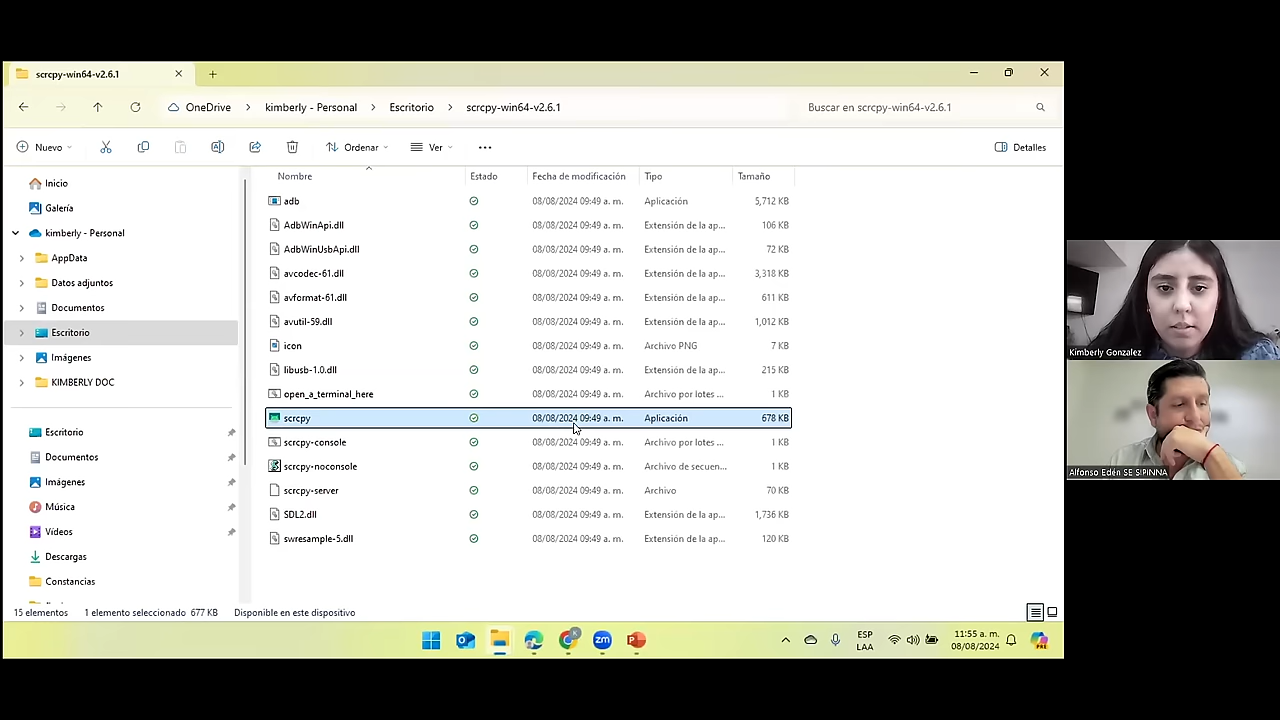 scrcpy-win64-v2.6.1
OneDrive > kimberly - Personal > Escritorio > scrcpy-win64-v2.6.1
Buscar en scrcpy-win64-v2.6.1
Nuevo
Ordenar
Ver
Detalles
Nombre Estado Fecha de modificación Tipo Tamaño
Inicio
Galería
kimberly - Personal
AppData
Datos adjuntos
Documentos
Escritorio
Imágenes
KIMBERLY DOC
Escritorio
Documentos
Imágenes
Música
Vídeos
Descargas
Constancias
adb 08/08/2024 09:49 a. m. Aplicación 5,712 KB
AdbWinApi.dll 08/08/2024 09:49 a. m. Extensión de la ap... 106 KB
AdbWinUsbApi.dll 08/08/2024 09:49 a. m. Extensión de la ap... 72 KB
avcodec-61.dll 08/08/2024 09:49 a. m. Extensión de la ap... 3,318 KB
avformat-61.dll 08/08/2024 09:49 a. m. Extensión de la ap... 611 KB
avutil-59.dll 08/08/2024 09:49 a. m. Extensión de la ap... 1,012 KB
icon 08/08/2024 09:49 a. m. Archivo PNG 7 KB
libusb-1.0.dll 08/08/2024 09:49 a. m. Extensión de la ap... 215 KB
open_a_terminal_here 08/08/2024 09:49 a. m. Archivo por lotes ... 1 KB
scrcpy 08/08/2024 09:49 a. m. Aplicación 678 KB
scrcpy-console 08/08/2024 09:49 a. m. Archivo por lotes ... 1 KB
scrcpy-noconsole 08/08/2024 09:49 a. m. Archivo de secuen... 1 KB
scrcpy-server 08/08/2024 09:49 a. m. Archivo 70 KB
SDL2.dll 08/08/2024 09:49 a. m. Extensión de la ap... 1,736 KB
swresample-5.dll 08/08/2024 09:49 a. m. Extensión de la ap... 120 KB
15 elementos 1 elemento seleccionado 677 KB Disponible en este dispositivo
zm
ESP
LAA
11:55 a. m.
08/08/2024
PRE
Kimberly Gonzalez
Alfonso Edén SE SIPINNA